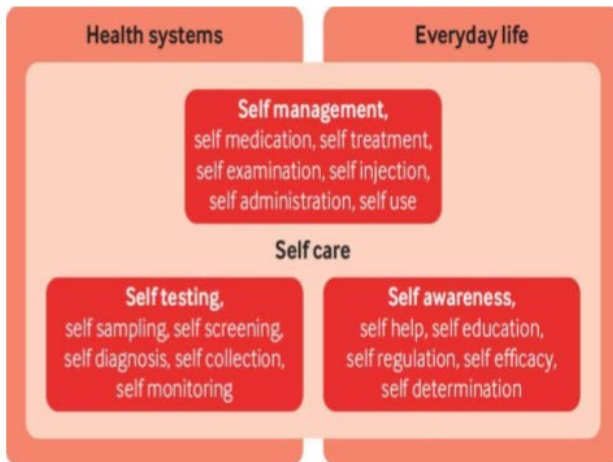 Health systems
Everyday life
Self management,
self medication, self treatment,
self examination, self injection,
self administration, self use
Self care
Self testing,
self sampling, self screening,
self diagnosis, self collection,
self monitoring
Self awareness,
self help, self education,
self regulation, self efficacy,
self determination